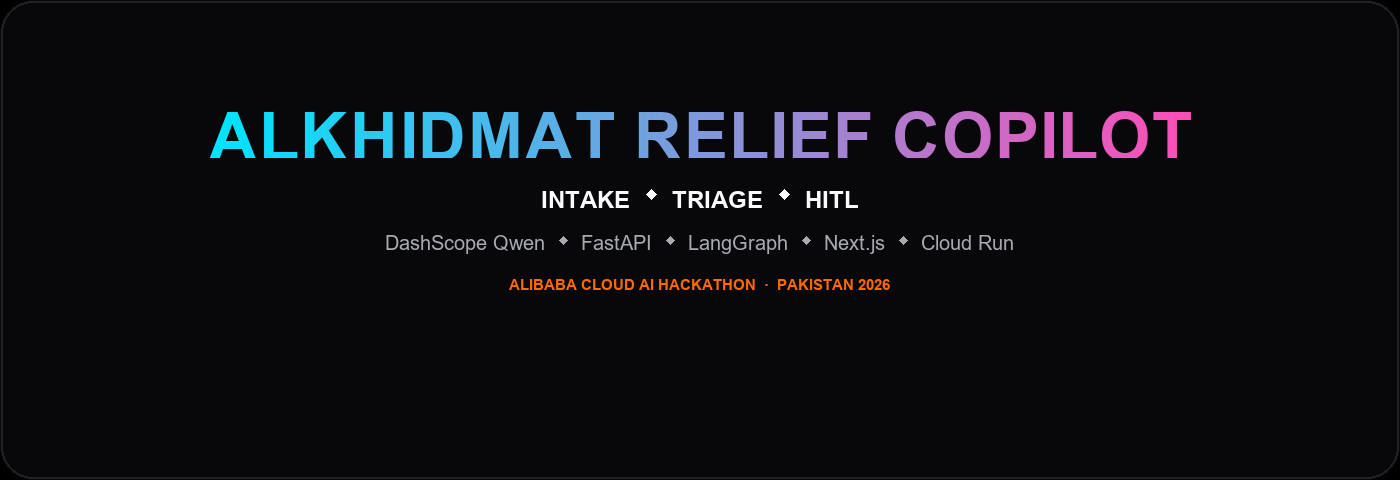 ALKHIDMAT RELIEF COPILOT
INTAKE ◆ TRIAGE ◆ HITL
DashScope Qwen ◆ FastAPI ◆ LangGraph ◆ Next.js ◆ Cloud Run
ALIBABA CLOUD AI HACKATHON · PAKISTAN 2026